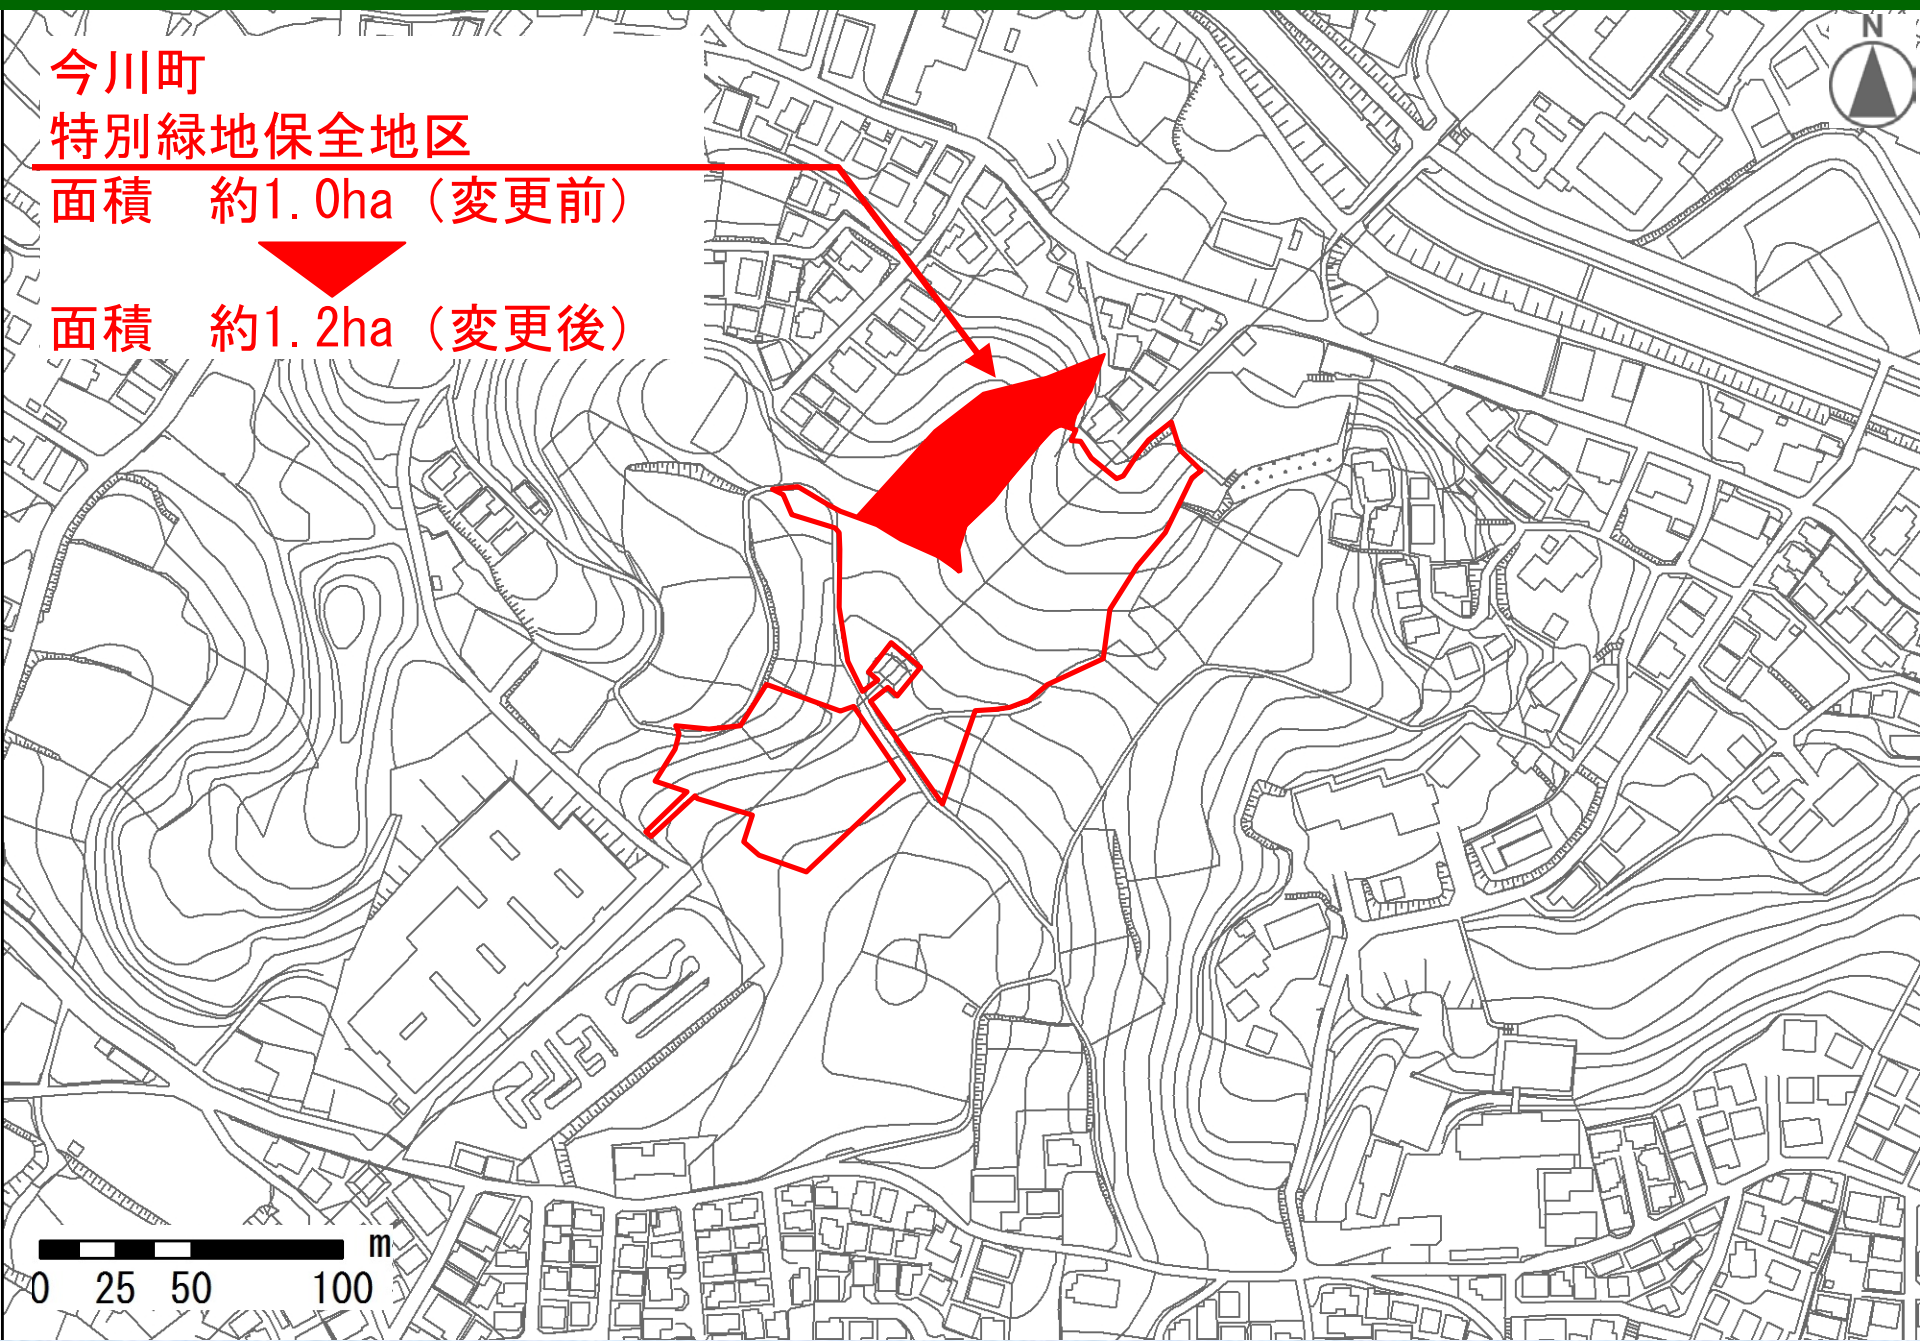 今川町
特別緑地保全地区
面積　約1.0ha（変更前）
面積　約1.2ha（変更後）
N
m
0 25 50 100